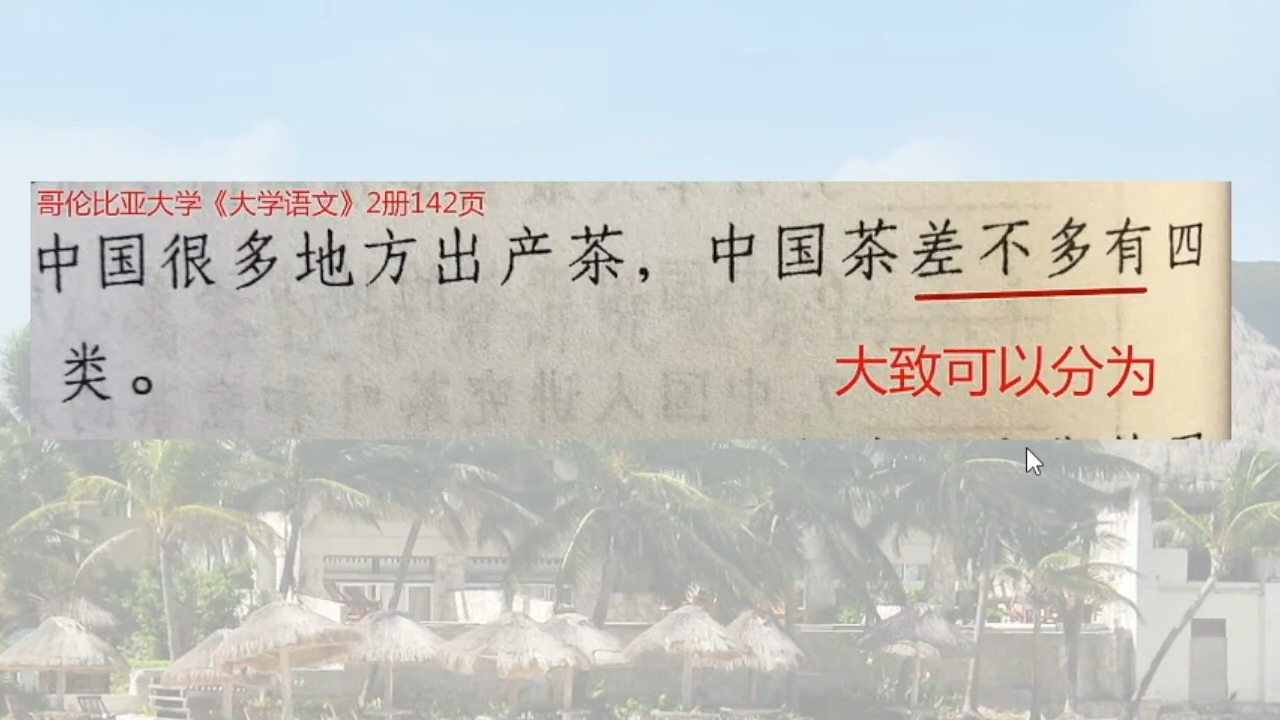 哥伦比亚大学《大学语文》2册142页
中国很多地方出产茶，中国茶差不多有四
类。
大致可以分为